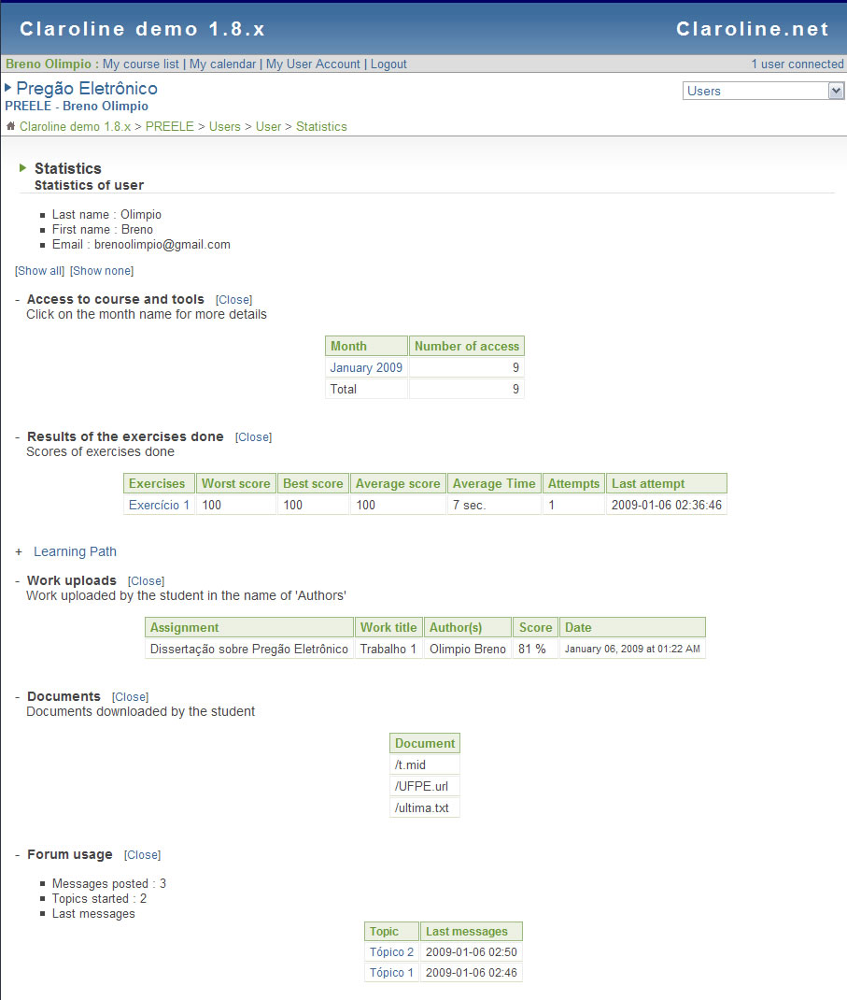 Claroline demo 1.8.x Claroline.net
Breno Olimpio : My course list | My calendar | My User Account | Logout 1 user connected
Pregão Eletrônico Users
PREELE - Breno Olimpio
Claroline demo 1.8.x > PREELE > Users > User > Statistics
Statistics
Statistics of user
Last name : Olimpio
First name : Breno
Email : brenoolimpio@gmail.com
[Show all] [Show none]
- Access to course and tools [Close]
Click on the month name for more details
Month Number of access
January 2009 9
Total 9
- Results of the exercises done [Close]
Scores of exercises done
Exercises Worst score Best score Average score Average Time Attempts Last attempt
Exercício 1 100 100 100 7 sec. 1 2009-01-06 02:36:46
+ Learning Path
- Work uploads [Close]
Work uploaded by the student in the name of 'Authors'
Assignment Work title Author(s) Score Date
Dissertação sobre Pregão Eletrônico Trabalho 1 Olimpio Breno 81 % January 06, 2009 at 01:22 AM
- Documents [Close]
Documents downloaded by the student
Document
/t.mid
/UFPE.url
/ultima.txt
- Forum usage [Close]
Messages posted : 3
Topics started : 2
Last messages
Topic Last messages
Tópico 2 2009-01-06 02:50
Tópico 1 2009-01-06 02:46